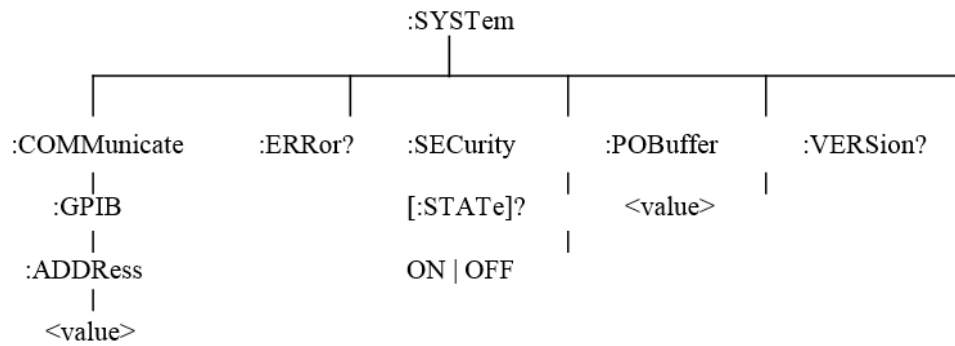 :SYSTem
:COMMunicate :ERRor? :SECurity :POBuffer :VERSion?
:GPIB [:STATe]? <value>
:ADDRess ON | OFF
<value>